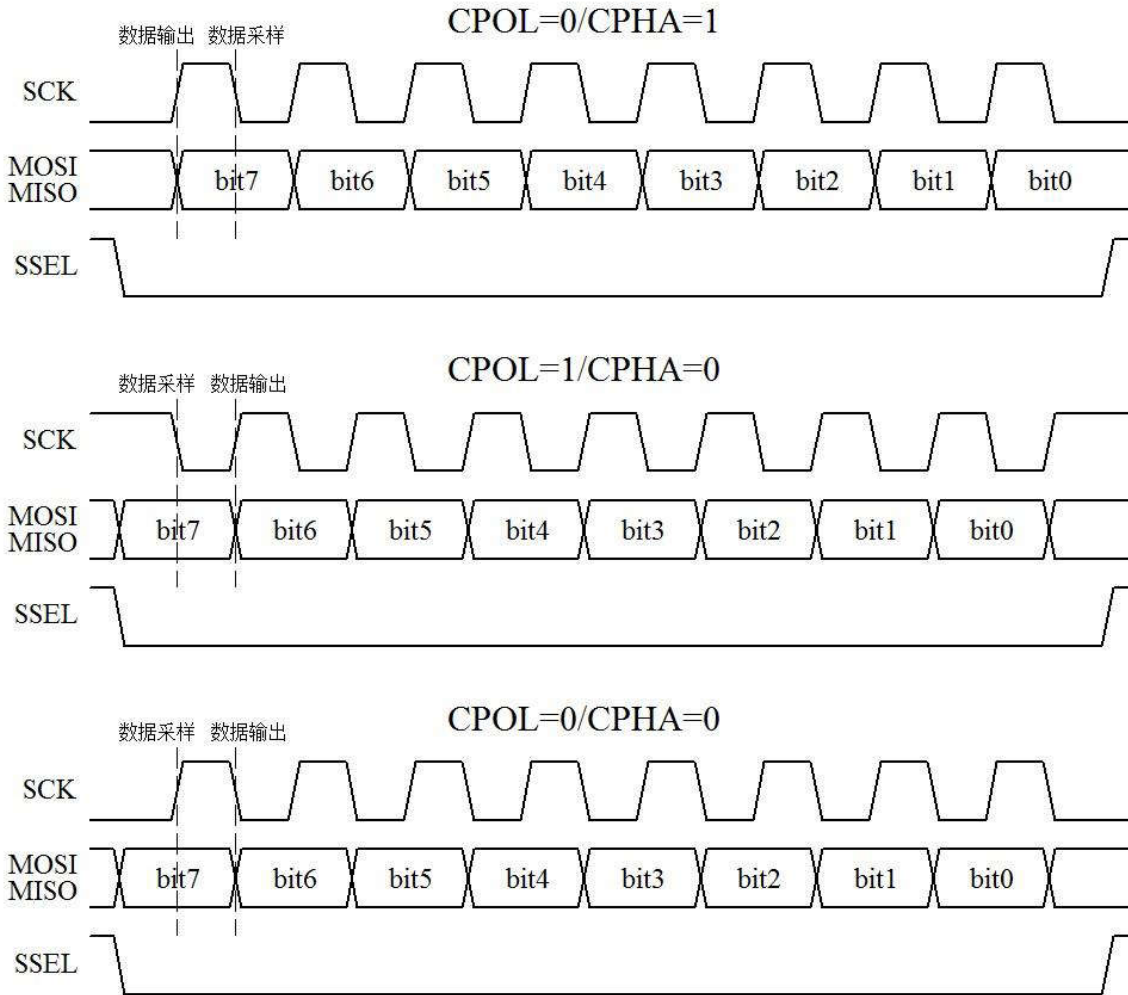 CPOL=0/CPHA=1
数据输出 数据采样
SCK
MOSI
MISO
bit7 bit6 bit5 bit4 bit3 bit2 bit1 bit0
SSEL
CPOL=1/CPHA=0
数据采样 数据输出
SCK
MOSI
MISO
bit7 bit6 bit5 bit4 bit3 bit2 bit1 bit0
SSEL
CPOL=0/CPHA=0
数据采样 数据输出
SCK
MOSI
MISO
bit7 bit6 bit5 bit4 bit3 bit2 bit1 bit0
SSEL